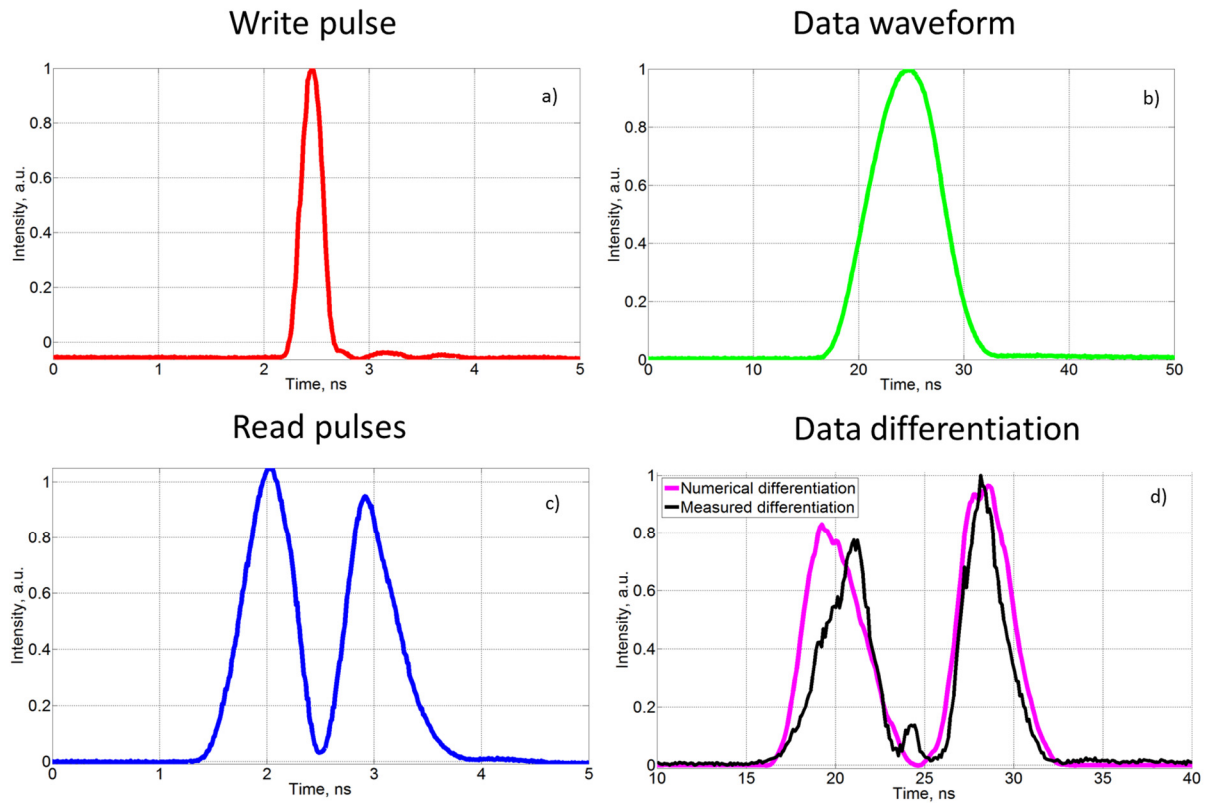 Write pulse
Data waveform
a)
1
0.8
0.6
0.4
0.2
0
Intensity, a.u.
0
1
2
3
4
5
Time, ns
b)
1
0.8
0.6
0.4
0.2
0
Intensity, a.u.
0
20
30
40
50
Time, ns
Read pulses
Data differentiation
c)
1
0.8
0.6
0.4
0.2
0
Intensity, a.u.
0
2
3
5
Time, ns
d)
Numerical differentiation
Measured differentiation
1
0.8
0.6
0.4
0.2
0
Intensity, a.u.
10
15
20
25
30
35
40
Time, ns